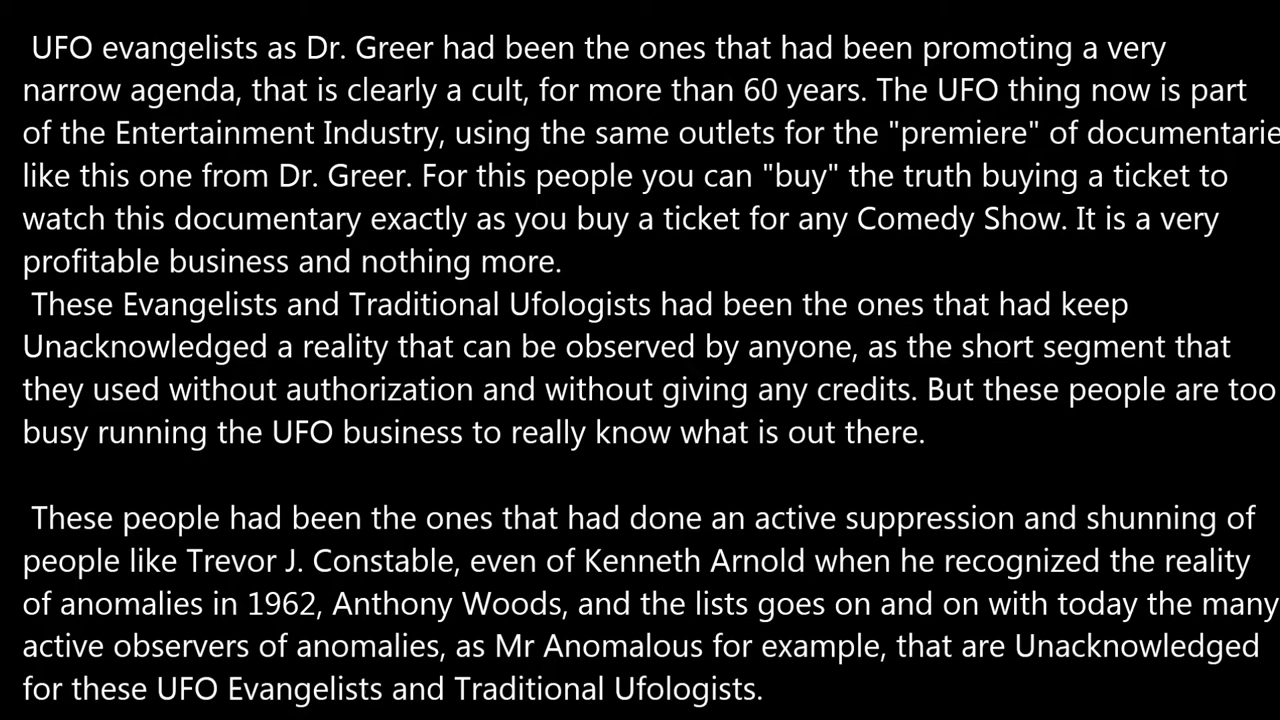 UFO evangelists as Dr. Greer had been the ones that had been promoting a very
narrow agenda, that is clearly a cult, for more than 60 years. The UFO thing now is part
of the Entertainment Industry, using the same outlets for the "premiere" of documentarie
like this one from Dr. Greer. For this people you can "buy" the truth buying a ticket to
watch this documentary exactly as you buy a ticket for any Comedy Show. It is a very
profitable business and nothing more.
These Evangelists and Traditional Ufologists had been the ones that had keep
Unacknowledged a reality that can be observed by anyone, as the short segment that
they used without authorization and without giving any credits. But these people are too
busy running the UFO business to really know what is out there.
These people had been the ones that had done an active suppression and shunning of
people like Trevor J. Constable, even of Kenneth Arnold when he recognized the reality
of anomalies in 1962, Anthony Woods, and the lists goes on and on with today the many
active observers of anomalies, as Mr Anomalous for example, that are Unacknowledged
for these UFO Evangelists and Traditional Ufologists.